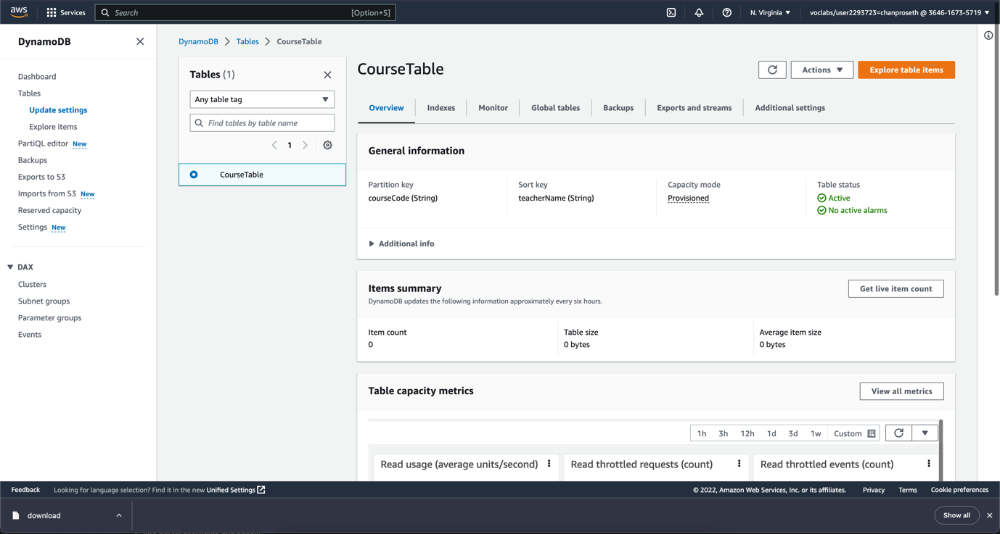 aws
Services
Search
[Option+S]
N. Virginia
voclabs/user2293723=chanproseth @ 3646-1673-5719
DynamoDB
Dashboard
Tables
Update settings
Explore items
PartiQL editor New
Backups
Exports to S3
Imports from S3 New
Reserved capacity
Settings New
DAX
Clusters
Subnet groups
Parameter groups
Events
DynamoDB > Tables > CourseTable
Tables (1)
Any table tag
Find tables by table name
1
CourseTable
CourseTable
Actions
Explore table items
Overview
Indexes
Monitor
Global tables
Backups
Exports and streams
Additional settings
General information
Partition key
courseCode (String)
Sort key
teacherName (String)
Capacity mode
Provisioned
Table status
Active
No active alarms
Additional info
Items summary
DynamoDB updates the following information approximately every six hours.
Get live item count
Item count
0
Table size
0 bytes
Average item size
0 bytes
Table capacity metrics
View all metrics
1h
3h
12h
1d
3d
1w
Custom
Read usage (average units/second)
Read throttled requests (count)
Read throttled events (count)
Feedback
Looking for language selection? Find it in the new Unified Settings
© 2022, Amazon Web Services, Inc. or its affiliates.
Privacy
Terms
Cookie preferences
download
Show all